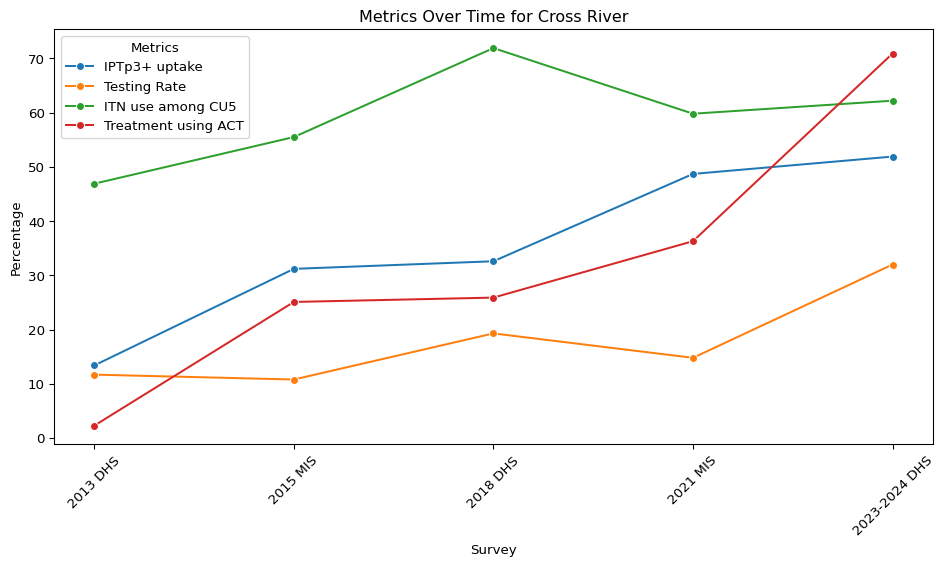 Metrics Over Time for Cross River
Metrics
IPTp3+ uptake
Testing Rate
ITN use among CU5
Treatment using ACT
Percentage
70
60
50
40
30
20
10
0
2013 DHS
2015 MIS
2018 DHS
2021 MIS
2023-2024 DHS
Survey